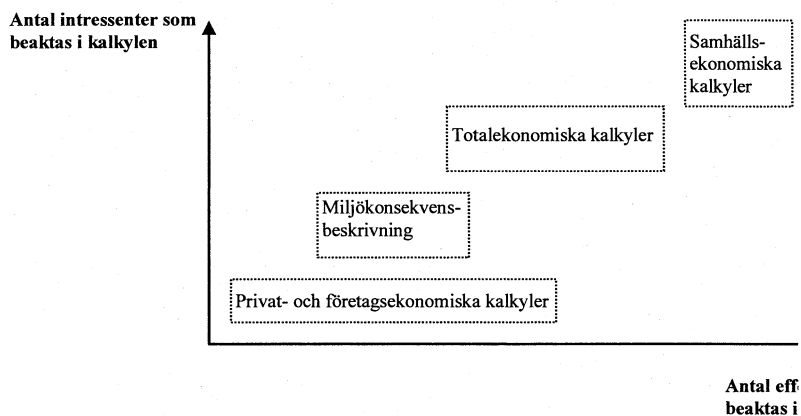 Antal intressenter som
beaktas i kalkylen
Samhälls-
ekonomiska
kalkyler
Totalekonomiska kalkyler
Miljökonsekvens-
beskrivning
Privat- och företagsekonomiska kalkyler
Antal eff
beaktas i